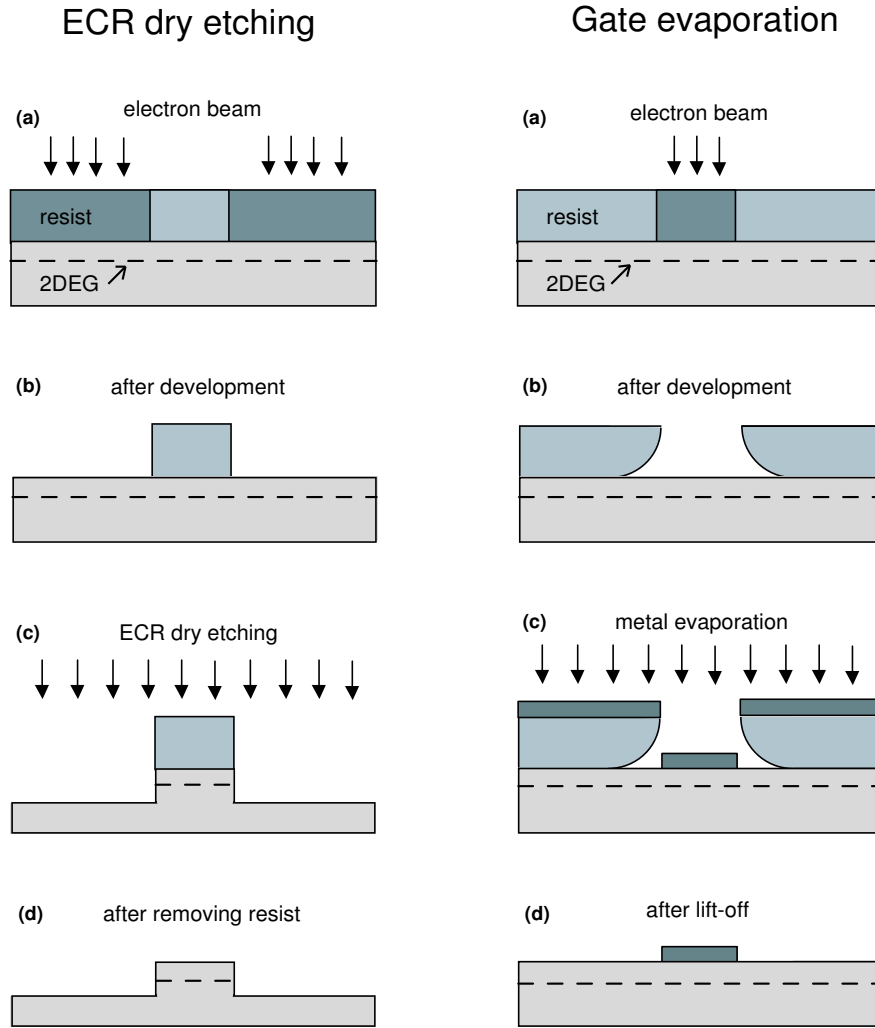 ECR dry etching
(a)
electron beam
resist
2DEG
(b)
after development
(c)
ECR dry etching
(d)
after removing resist
Gate evaporation
(a)
electron beam
resist
2DEG
(b)
after development
(c)
metal evaporation
(d)
after lift-off